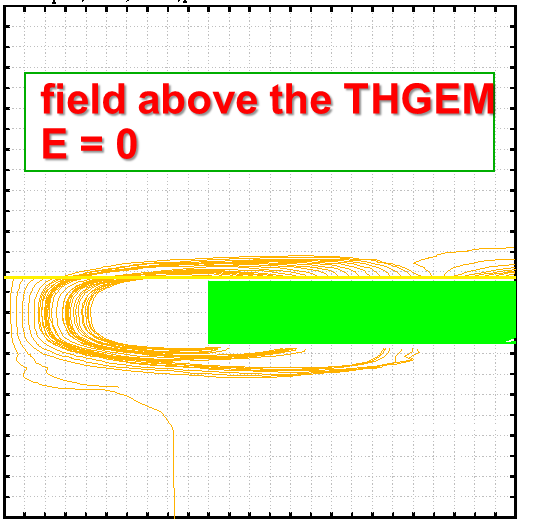 field above the THGEM
E = 0